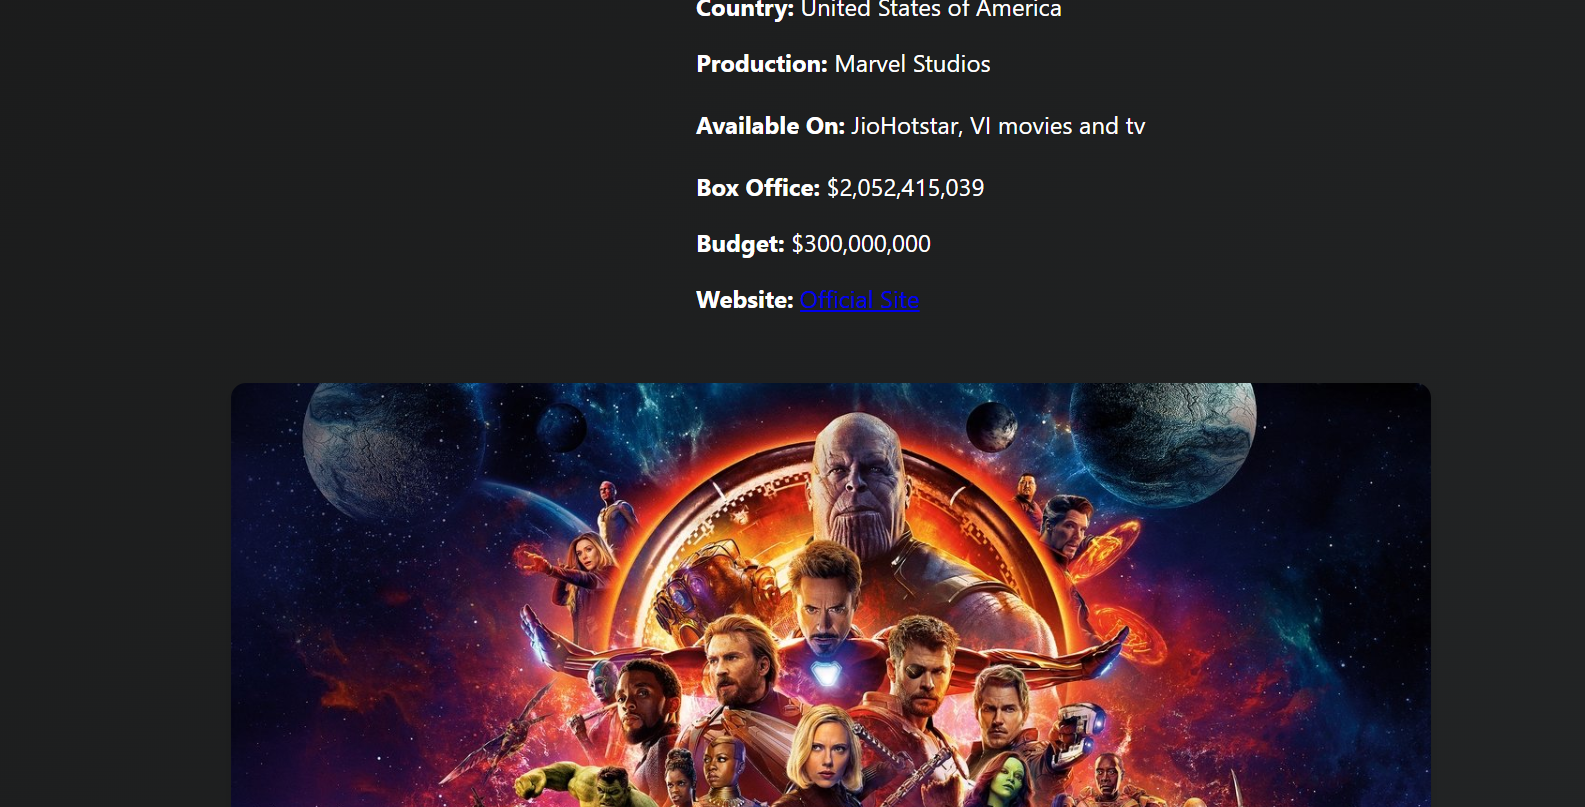 Country: United States of America
Production: Marvel Studios
Available On: JioHotstar, VI movies and tv
Box Office: $2,052,415,039
Budget: $300,000,000
Website: Official Site